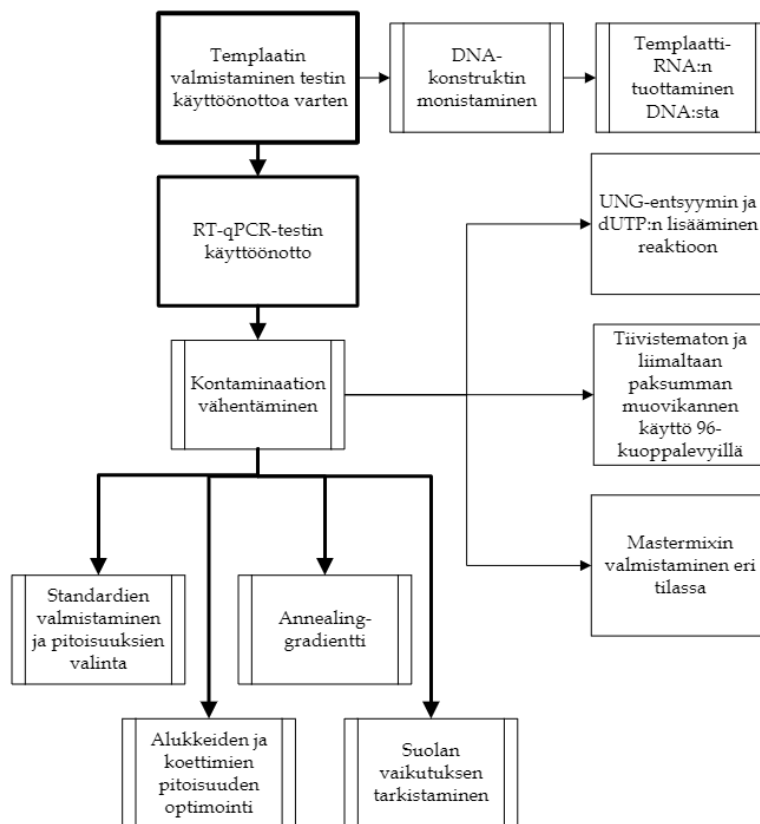 Templaatin
valmistaminen testin
käyttöönottoa varten
DNA-
konstruktin
monistaminen
Templaatti-
RNA:n
tuottaminen
DNA:sta
RT-qPCR-testin
käyttöönotto
UNG-entsyymin ja
dUTP:n lisääminen
reaktioon
Kontaminaation
vähentäminen
Tiivistematon ja
liimaltaan
paksumman
muovikannen
käyttö 96-
kuoppalevyillä
Mastermixin
valmistaminen eri
tilassa
Standardien
valmistaminen
ja pitoisuuksien
valinta
Annealing-
gradientti
Alukkeiden ja
koettimien
pitoisuuden
optimointi
Suolan
vaikutuksen
tarkistaminen